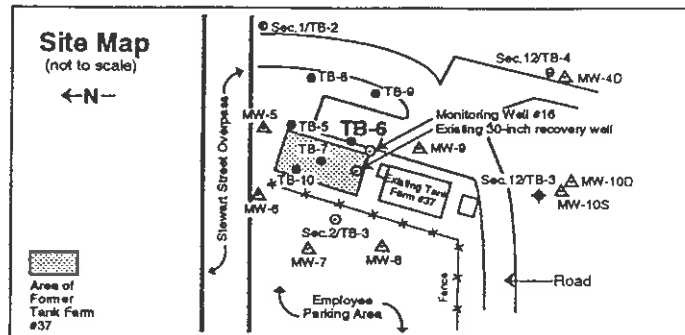 Site Map
(not to scale)
←N–
Stewart Street Overpass
Sec.1/TB-2
Sec.12/TB-4
MW-4D
TB-8
TB-9
Monitoring Well #16
Existing 30-inch recovery well
MW-5
TB-5
TB-6
MW-9
TB-7
TB-10
Existing Tank
Farm #37
Sec.12/TB-3
MW-10D
MW-10S
MW-6
Sec.2/TB-3
MW-7
MW-8
Fence
Road
Employee
Parking Area
Area of
Former
Tank Farm
#37